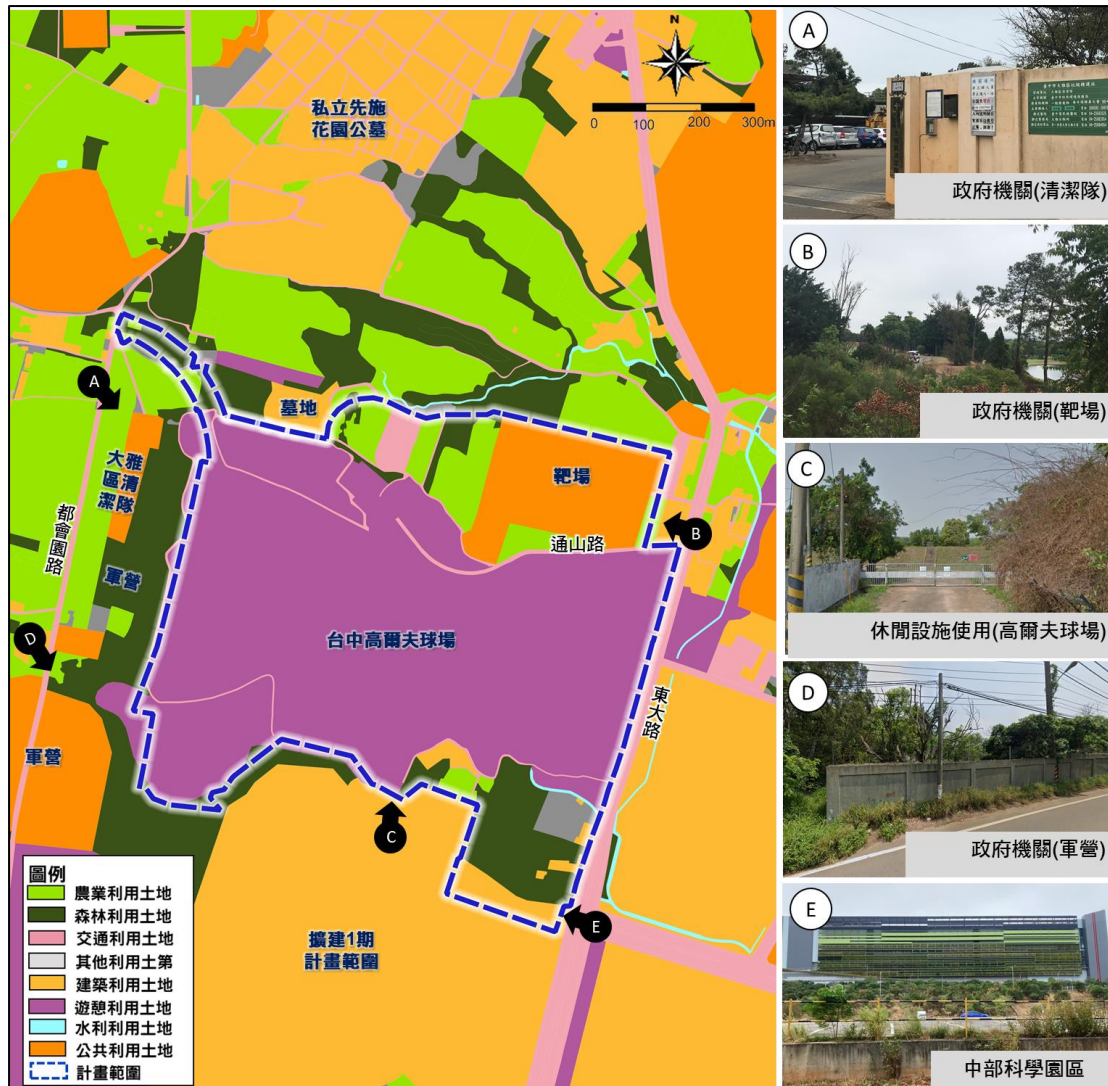 N
0 100 200 300m
私立先施
花園公墓
A
墓地
靶場
大雅
區清
潔隊
都會園路
軍營
B
通山路
台中高爾夫球場
D
東大路
軍營
C
E
擴建1期
計畫範圍
圖例
農業利用土地
森林利用土地
交通利用土地
其他利用土第
建築利用土地
遊憩利用土地
水利利用土地
公共利用土地
計畫範圍
A
政府機關(清潔隊)
B
政府機關(靶場)
C
休閒設施使用(高爾夫球場)
D
政府機關(軍營)
E
中部科學園區